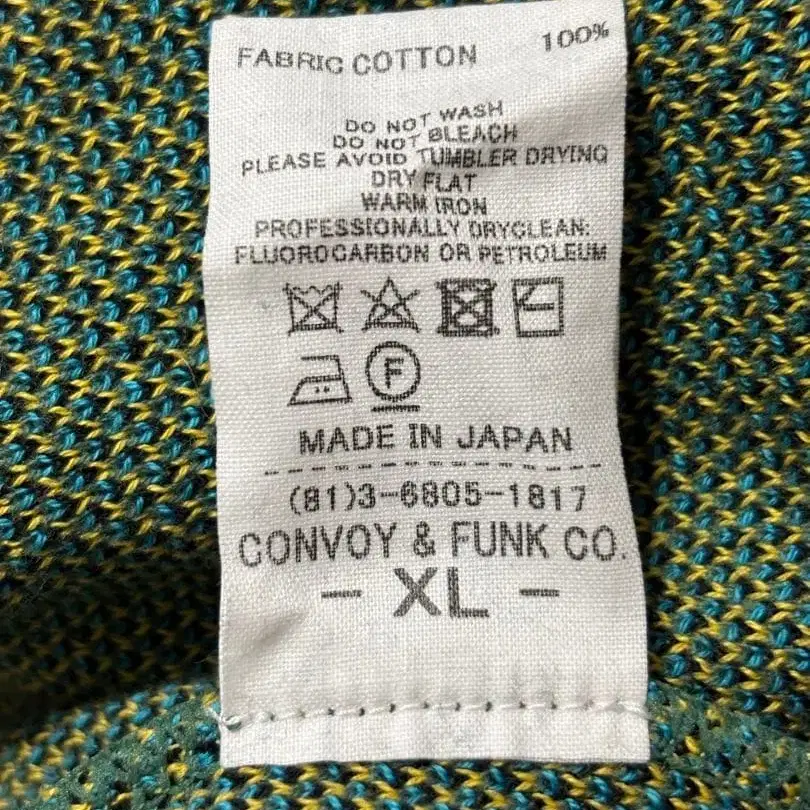 FABRIC COTTON 100%
DO NOT WASH
DO NOT BLEACH
PLEASE AVOID TUMBLER DRYING
DRY FLAT
WARM IRON
PROFESSIONALLY DRYCLEAN:
FLUOROCARBON OR PETROLEUM
F
MADE IN JAPAN
(81)3-6805-1817
CONVOY & FUNK CO.
- XL -